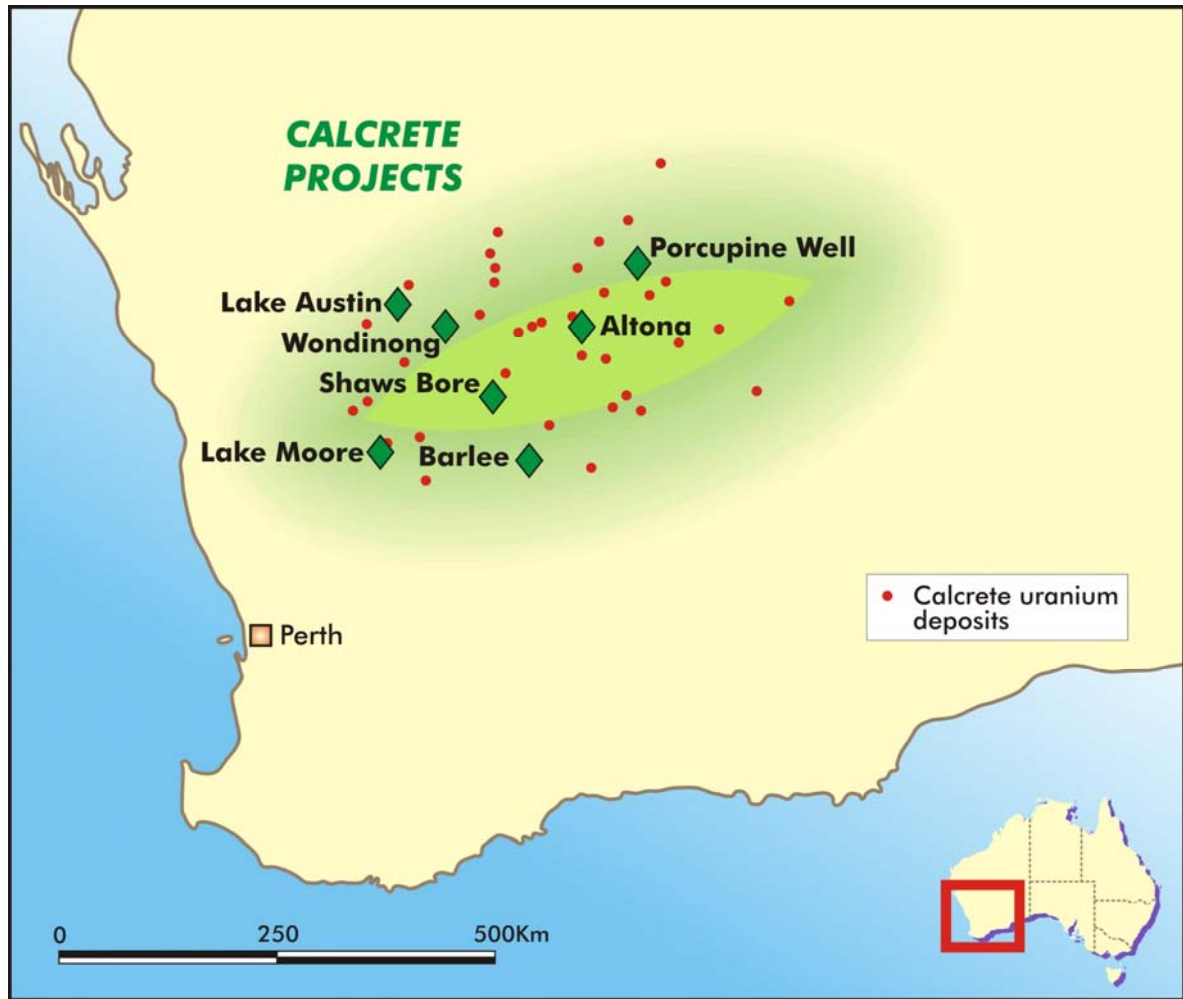 CALCRETE
PROJECTS
Porcupine Well
Lake Austin
Wondinong
Altona
Shaws Bore
Lake Moore
Barlee
Calcrete uranium
deposits
Perth
0 250 500Km